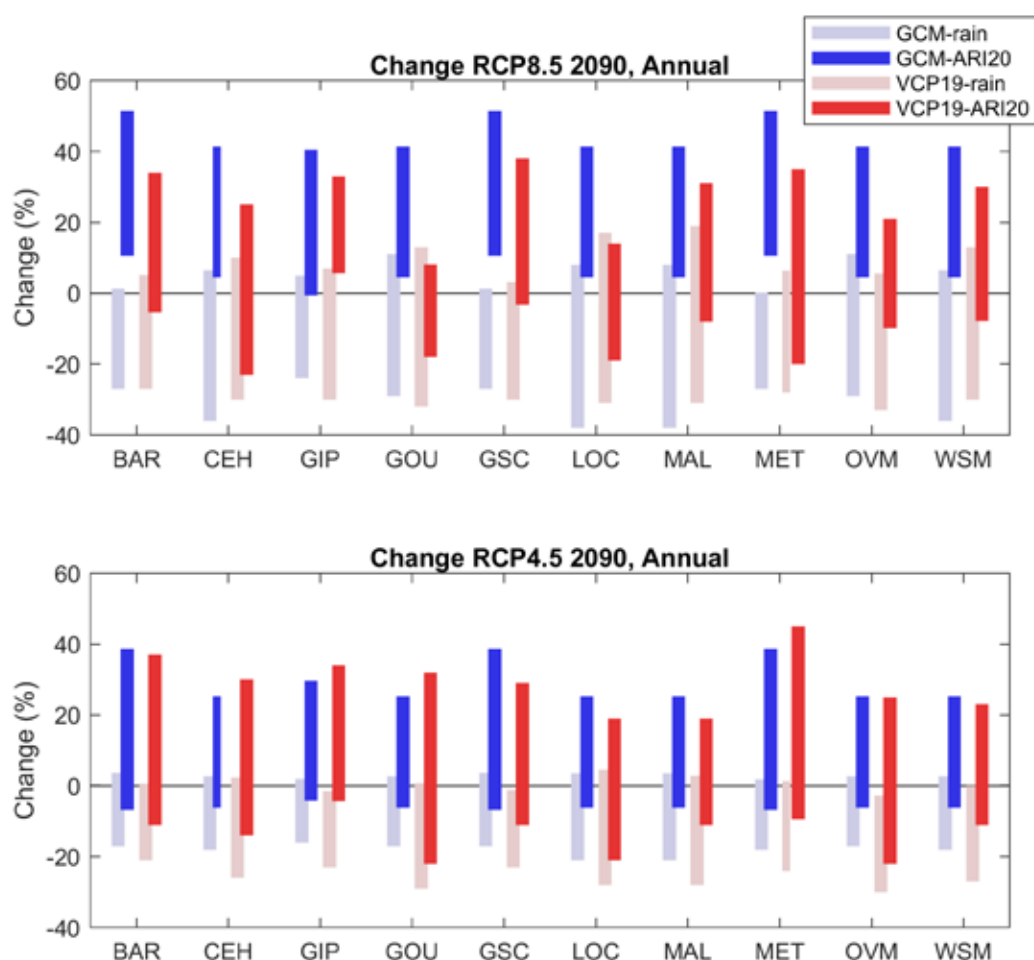 GCM-rain
GCM-ARI20
VCP19-rain
VCP19-ARI20
Change RCP8.5 2090, Annual
60
40
20
0
-20
-40
Change (%)
BAR CEH GIP GOU GSC LOC MAL MET OVM WSM
Change RCP4.5 2090, Annual
60
40
20
0
-20
-40
Change (%)
BAR CEH GIP GOU GSC LOC MAL MET OVM WSM